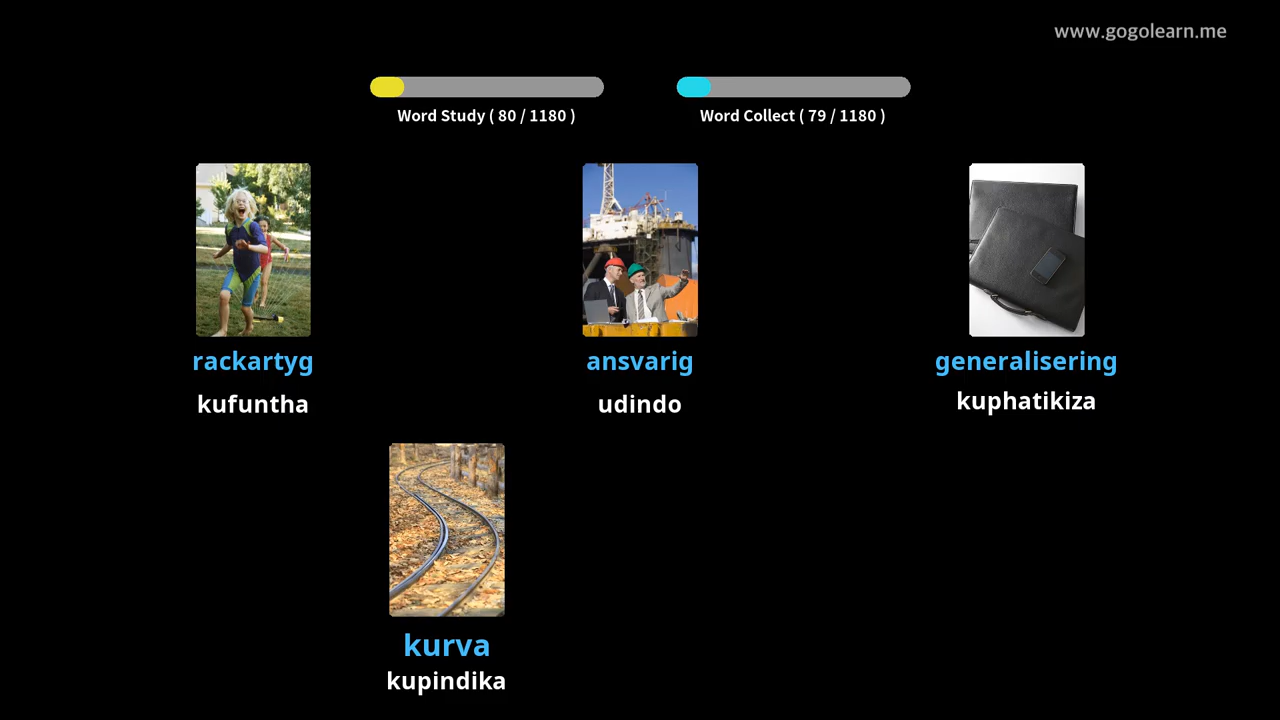 www.gogolearn.me
Word Study ( 80 / 1180 )
Word Collect ( 79 / 1180 )
rackartyg
ansvarig
generalisering
kufuntha
udindo
kuphatikiza
kurva
kupindika